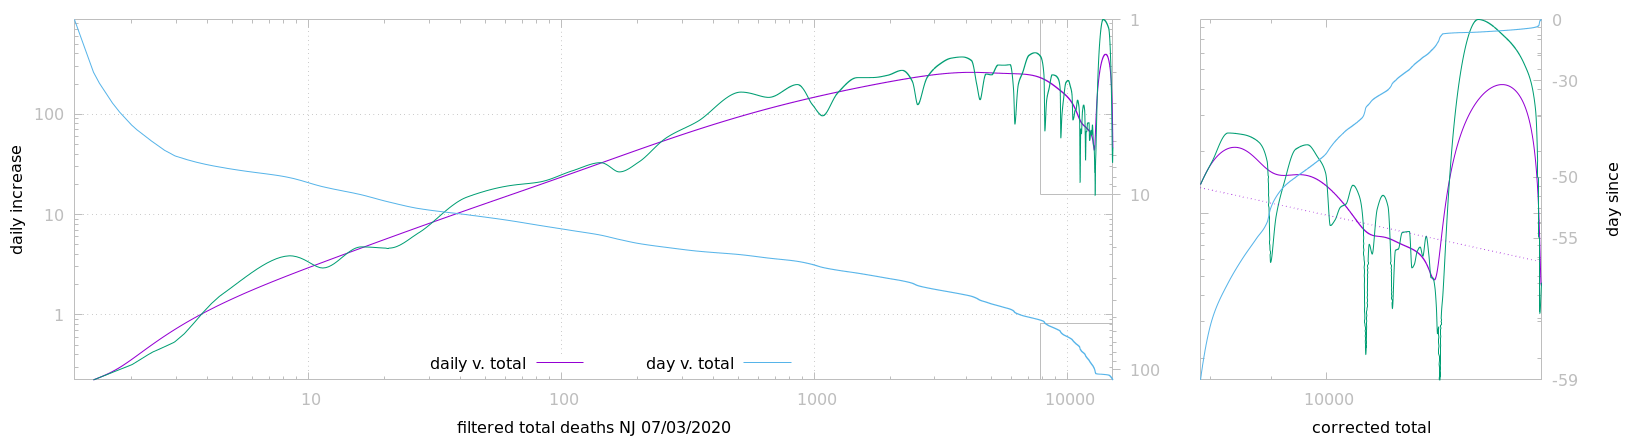 daily increase
100
10
1
10
100
1000
10000
1
10
100
daily v. total
day v. total
filtered total deaths NJ 07/03/2020
0
-30
-50
-55
-59
day since
10000
corrected total